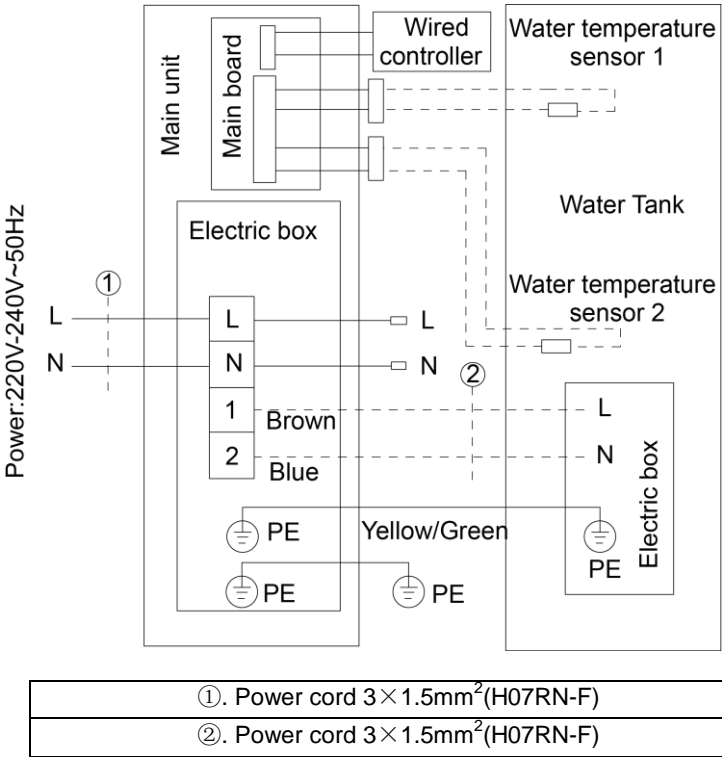 Wired
controller
Water temperature
sensor 1
Main unit
Main board
Water Tank
Electric box
Power:220V-240V~50Hz
①
L
L
L
N
N
N
Water temperature
sensor 2
②
1
Brown
L
2
Blue
N
Electric box
PE
Yellow/Green
PE
PE
PE
①. Power cord 3×1.5mm²(H07RN-F)
②. Power cord 3×1.5mm²(H07RN-F)